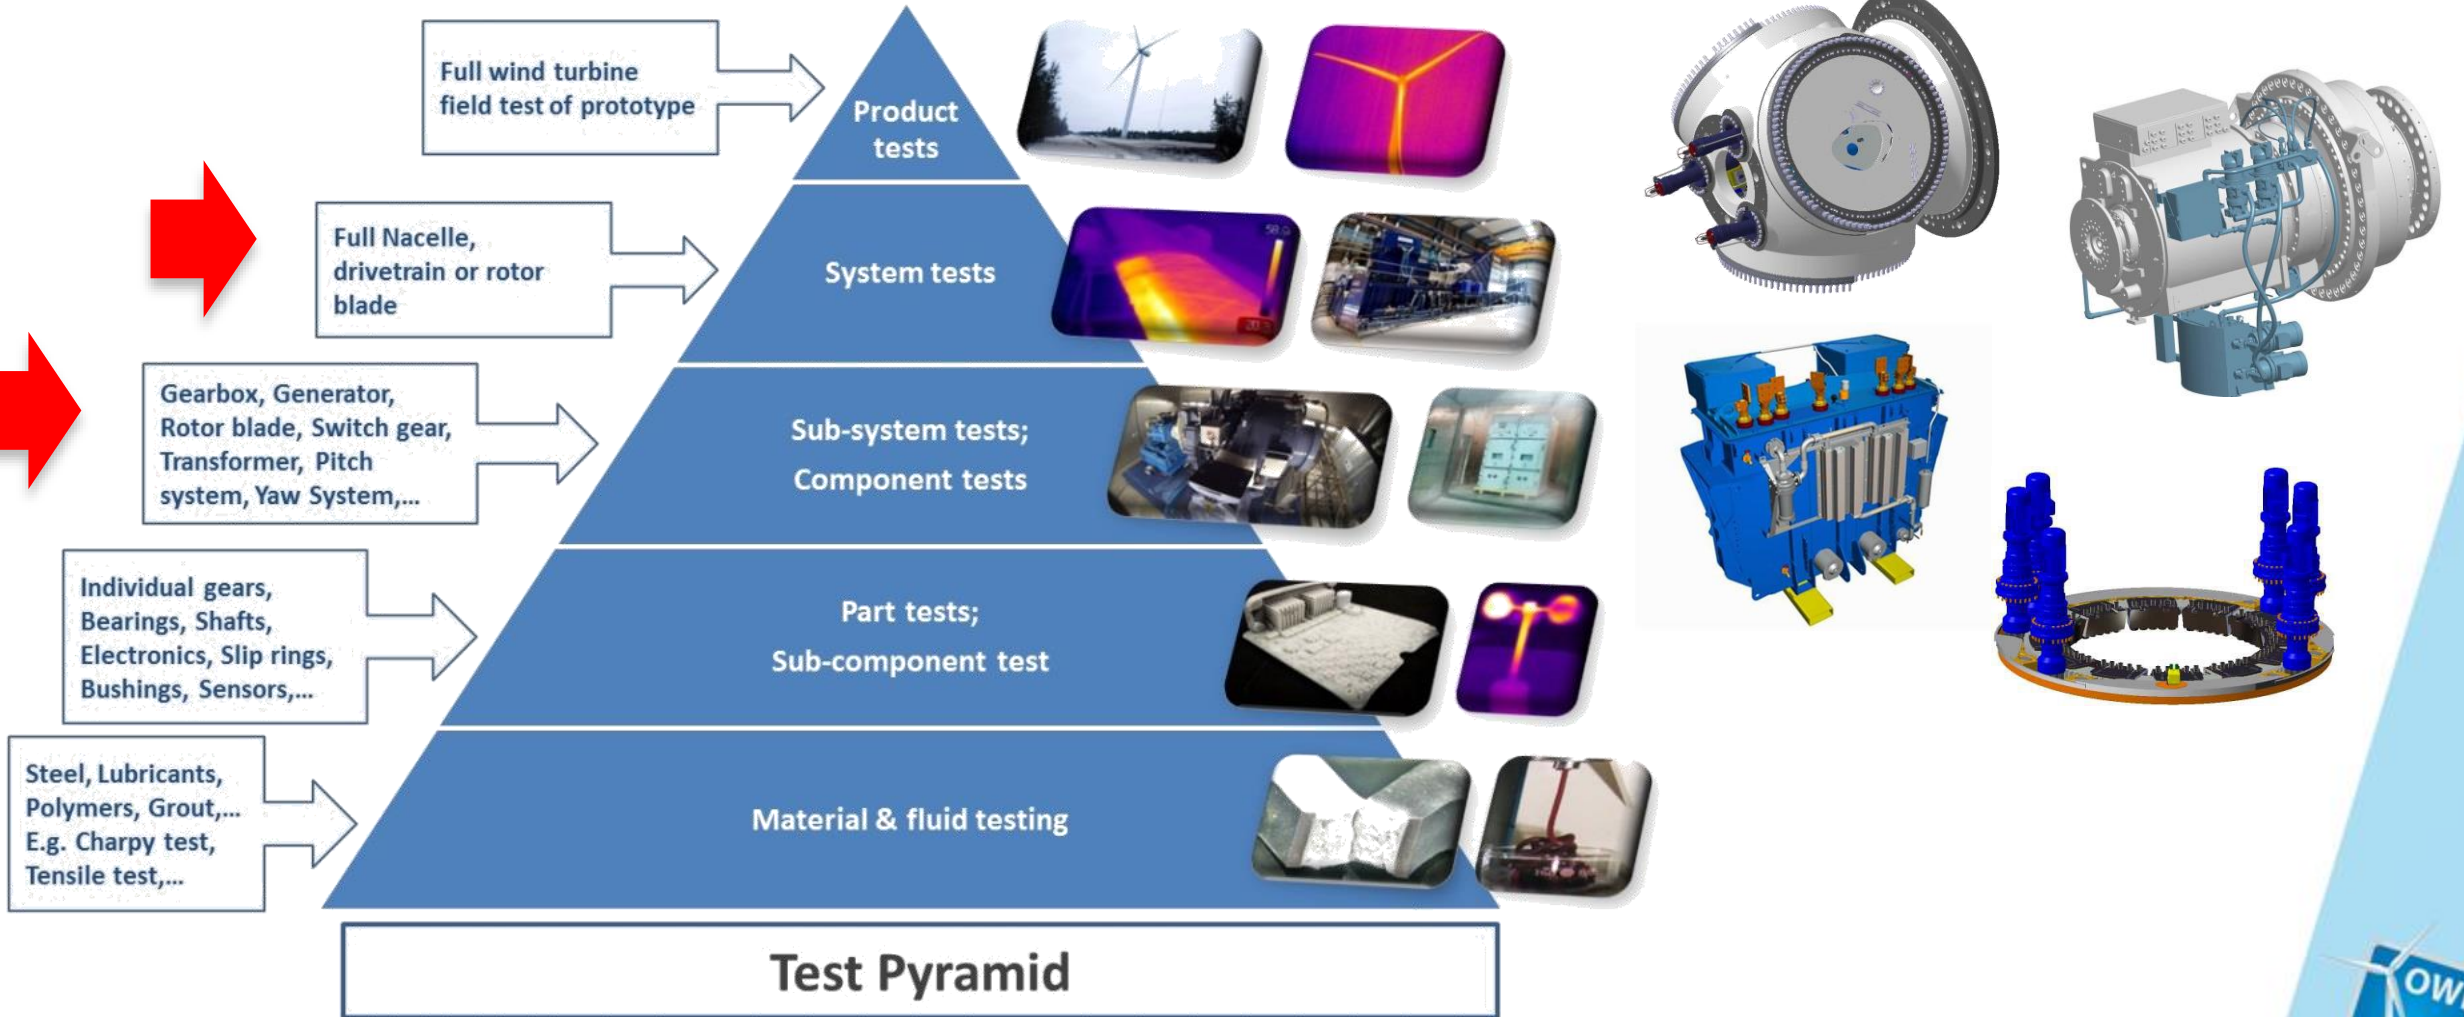 Full wind turbine
field test of prototype
Product
tests
Full Nacelle,
drivetrain or rotor
blade
System tests
Gearbox, Generator,
Rotor blade, Switch gear,
Transformer, Pitch
system, Yaw System,...
Sub-system tests;
Component tests
Individual gears,
Bearings, Shafts,
Electronics, Slip rings,
Bushings, Sensors,...
Part tests;
Sub-component test
Steel, Lubricants,
Polymers, Grout,...
E.g. Charpy test,
Tensile test,...
Material & fluid testing
Test Pyramid